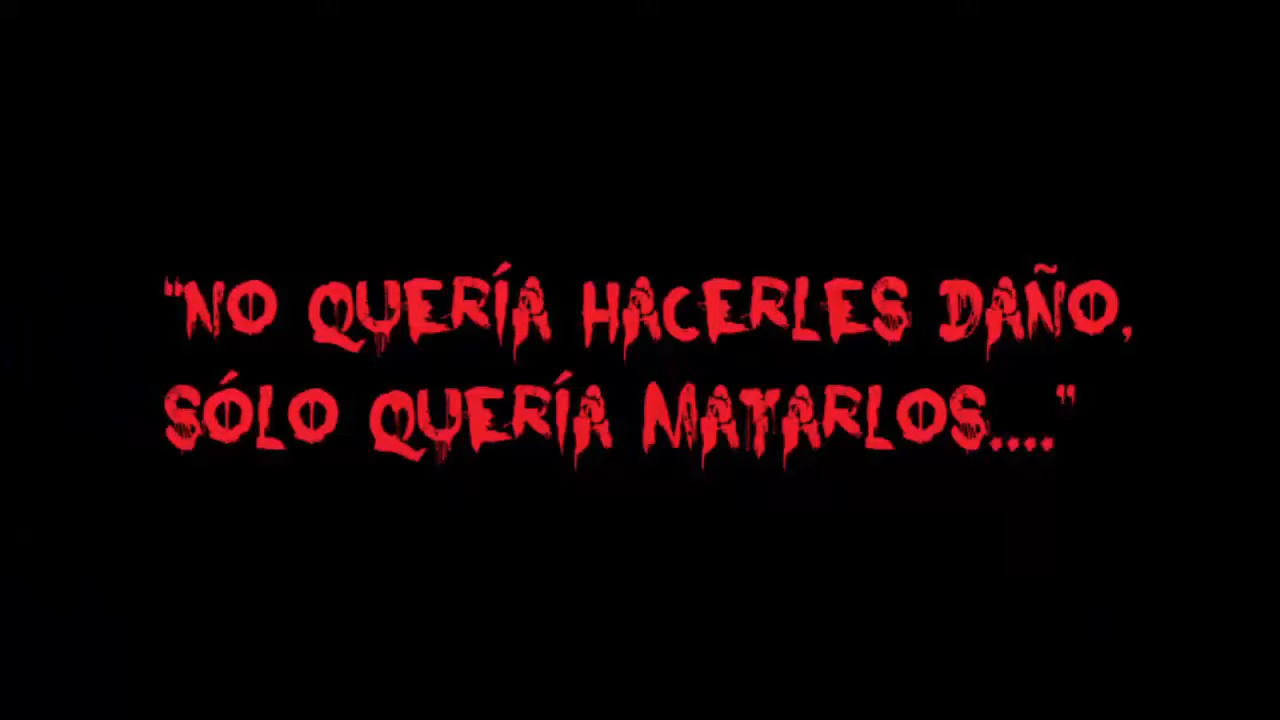 "NO QUERÍA HACERLES DAÑO,
SÓLO QUERÍA MATARLOS...."